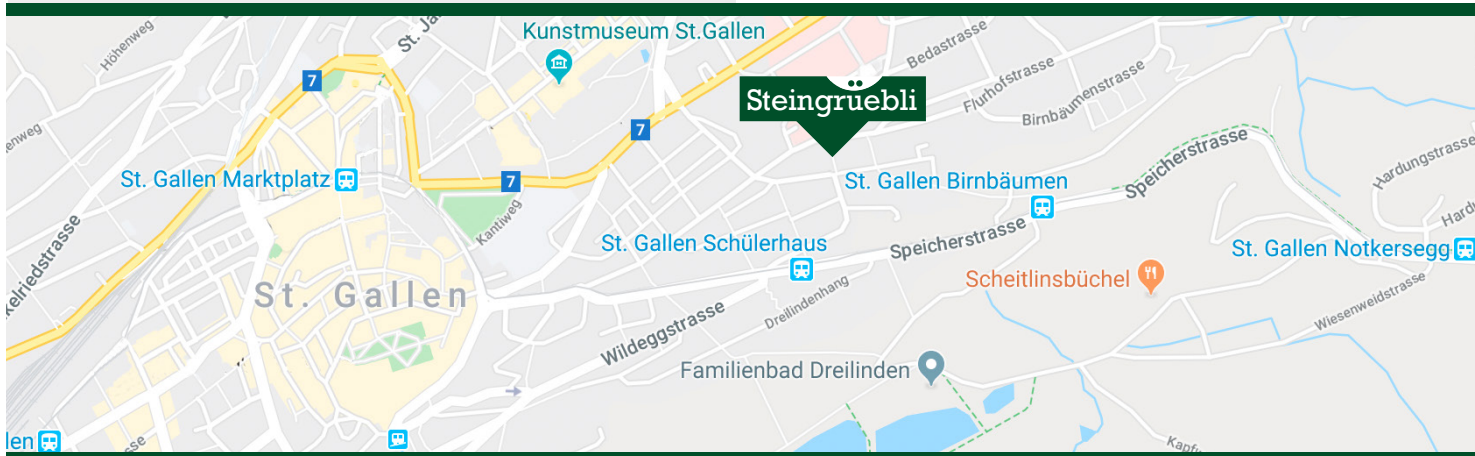 St. Ja
Kunstmuseum St.Gallen
Höhenweg
Bedastrasse
7
Flurhofstrasse
Steingrüebli
Birnbäumenstrasse
enweg
7
Speicherstrasse
Hardungstrasse
St. Gallen Marktplatz
7
St. Gallen Birnbäumen
Kantiweg
Hardu
kelriedstrasse
St. Gallen Schülerhaus
Speicherstrasse
St. Gallen Notkersegg
Scheitlinsbüchel
St. Gallen
Dreilindenhang
Wiesenweidstrasse
Wildeggstrasse
Familienbad Dreilinden
len
sse
Kapfw